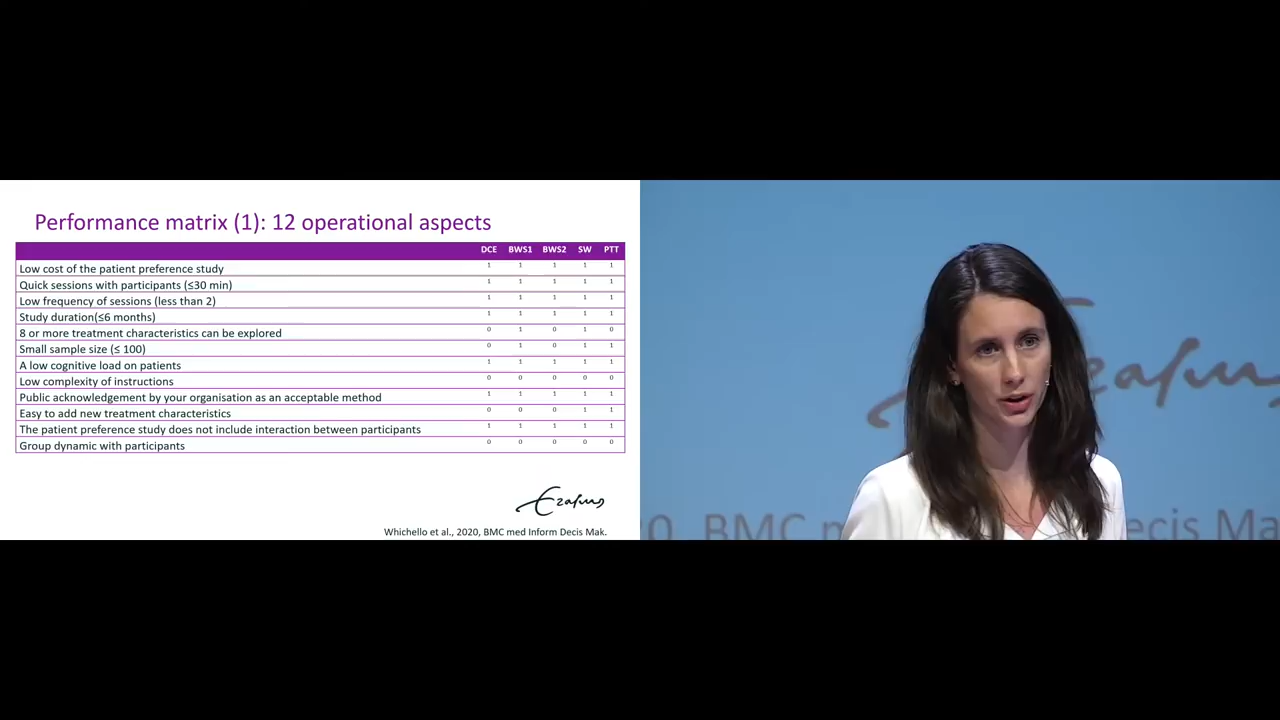 Performance matrix (1): 12 operational aspects
DCE BWS1 BWS2 SW PTT
Low cost of the patient preference study 1 1 1 1 1
Quick sessions with participants (≤30 min) 1 1 1 1 1
Low frequency of sessions (less than 2) 1 1 1 1 1
Study duration(≤6 months) 1 1 1 1 1
8 or more treatment characteristics can be explored 0 1 0 1 0
Small sample size (≤ 100) 0 1 0 1 1
A low cognitive load on patients 1 1 1 1 1
Low complexity of instructions 0 0 0 0 0
Public acknowledgement by your organisation as an acceptable method 1 1 1 1 1
Easy to add new treatment characteristics 0 0 0 1 1
The patient preference study does not include interaction between participants 1 1 1 1 1
Group dynamic with participants 0 0 0 0 0
Erasmus
Whichello et al., 2020, BMC med Inform Decis Mak.
Erasmus
0, BMC m Decis Mak